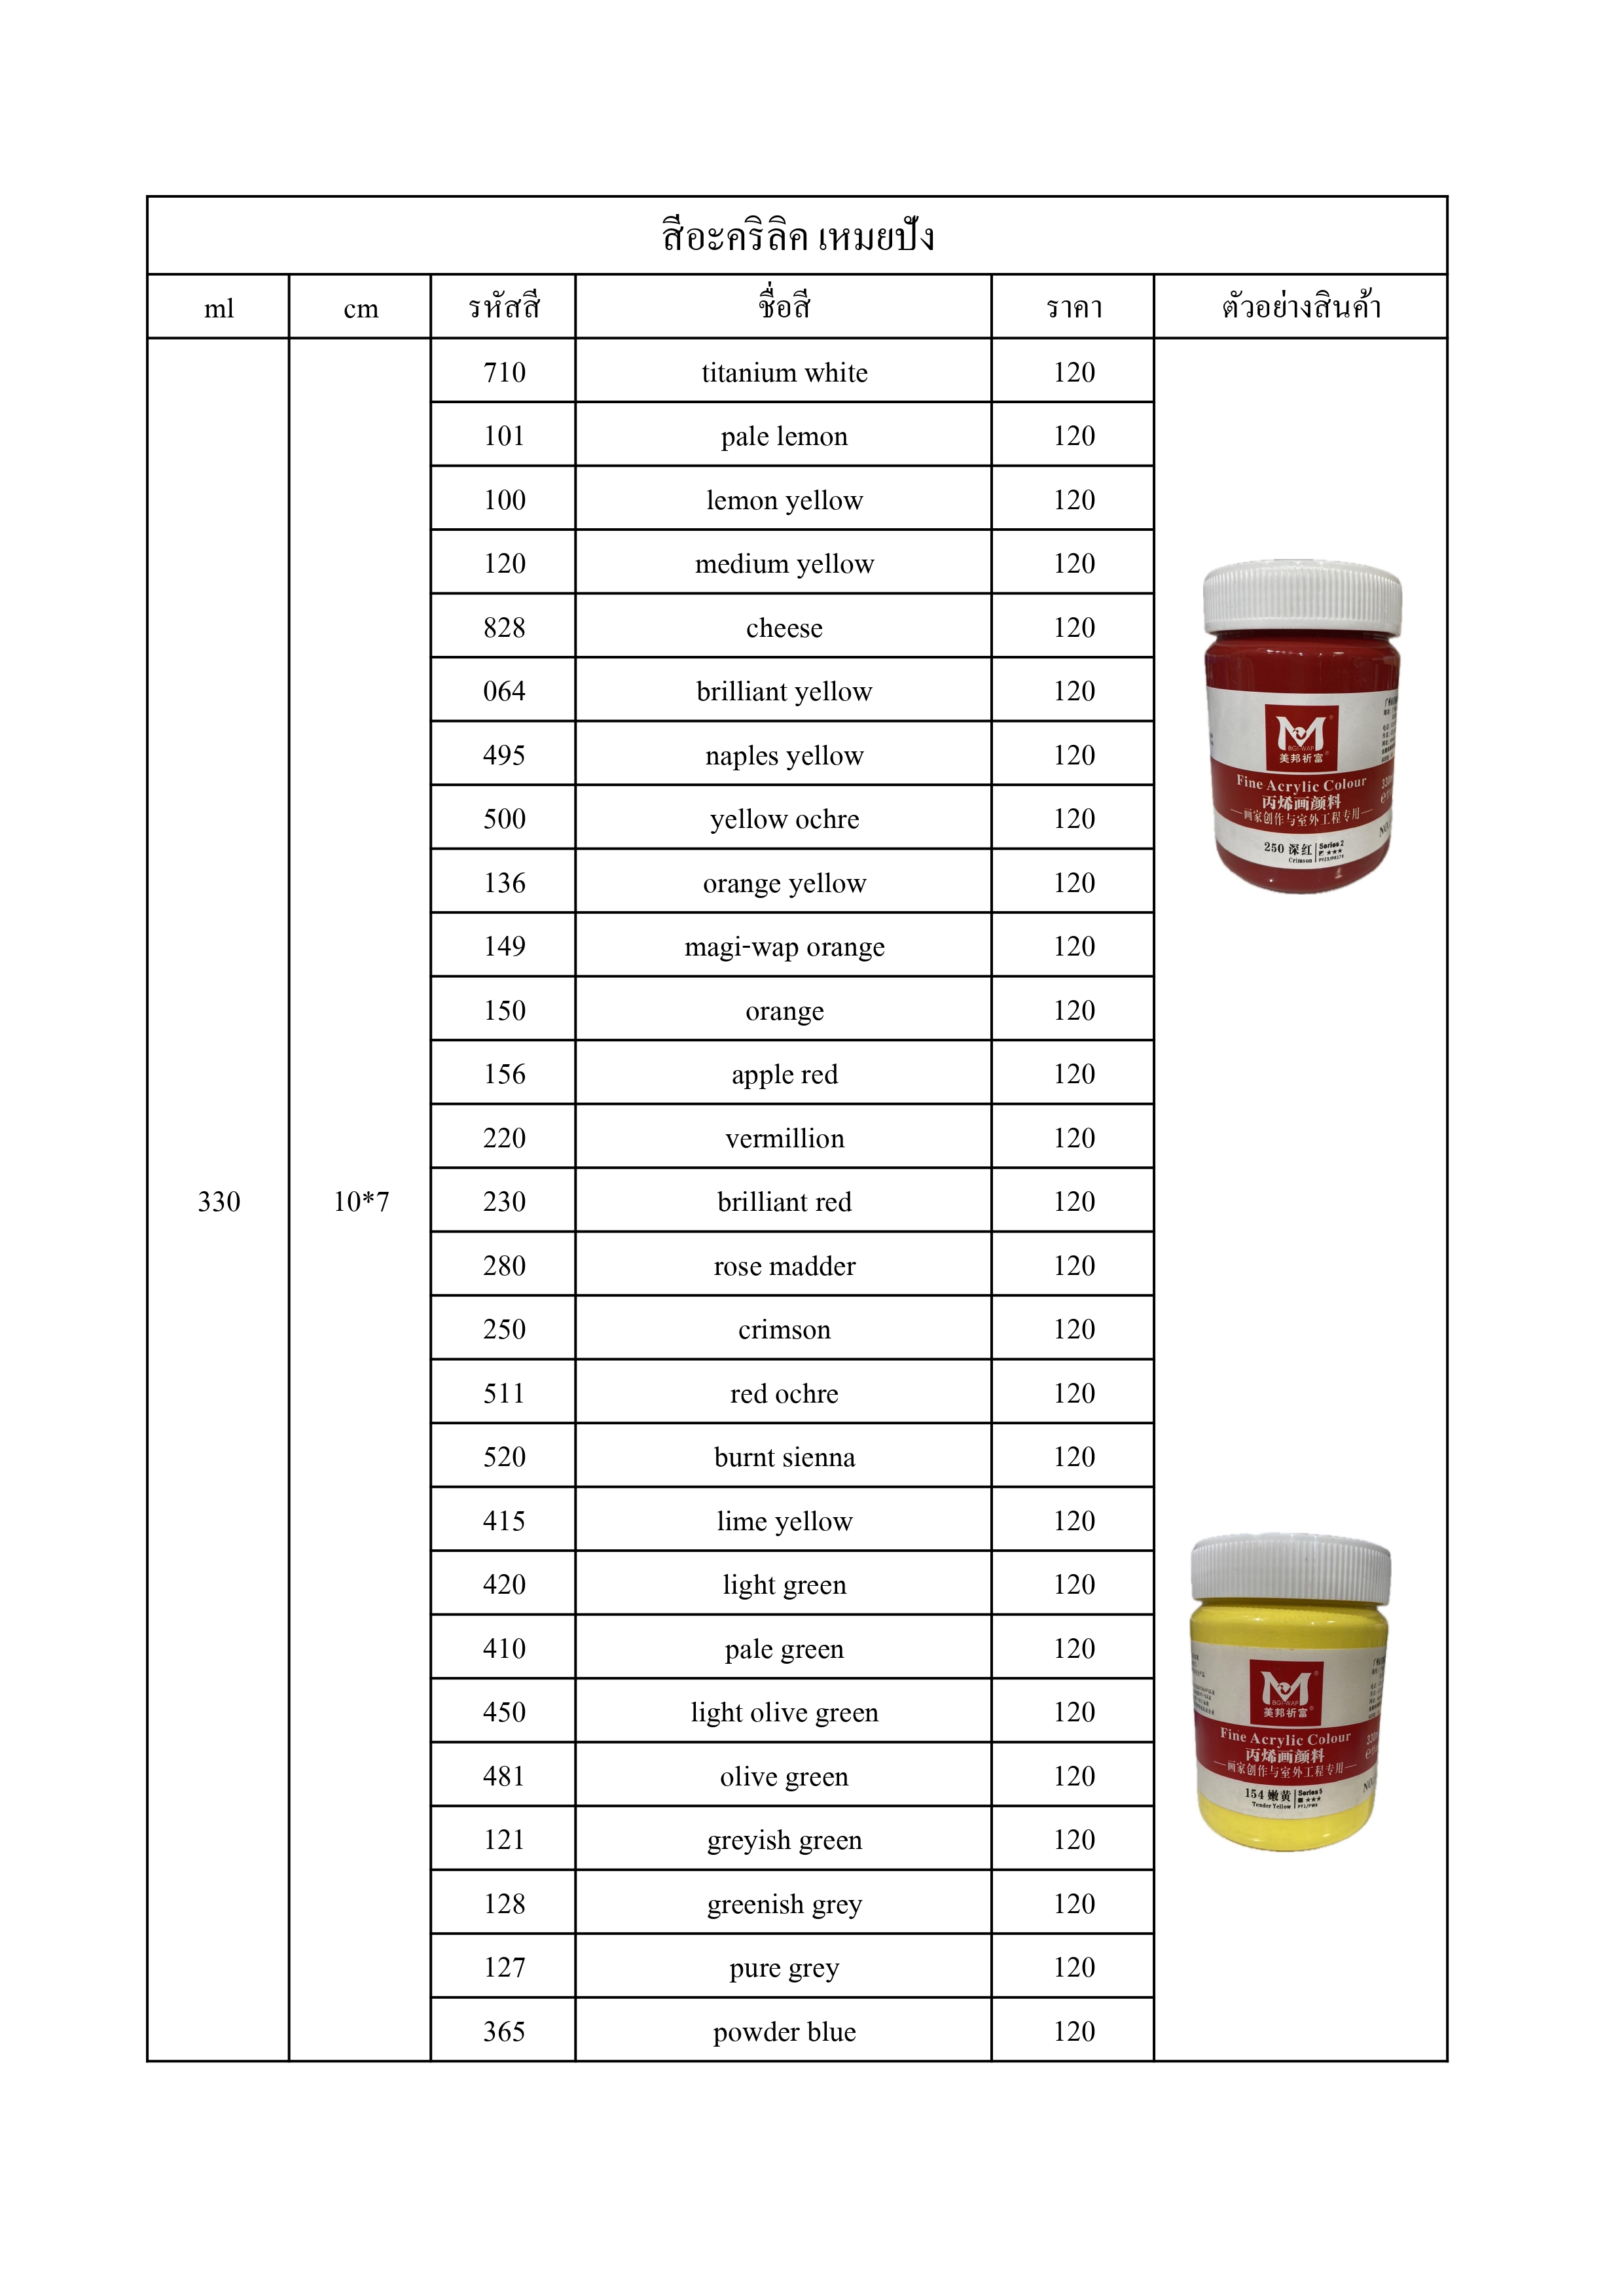 สีอะคริลิค เหมยปัง
ml cm รหัสสี ชื่อสี ราคา ตัวอย่างสินค้า
330 10*7
710 titanium white 120
101 pale lemon 120
100 lemon yellow 120
120 medium yellow 120
828 cheese 120
064 brilliant yellow 120
495 naples yellow 120
500 yellow ochre 120
136 orange yellow 120
149 magi-wap orange 120
150 orange 120
156 apple red 120
220 vermillion 120
230 brilliant red 120
280 rose madder 120
250 crimson 120
511 red ochre 120
520 burnt sienna 120
415 lime yellow 120
420 light green 120
410 pale green 120
450 light olive green 120
481 olive green 120
121 greyish green 120
128 greenish grey 120
127 pure grey 120
365 powder blue 120
BGI-WAP
美邦祈富
Fine Acrylic Colour
丙烯画颜料
画家创作与室外工程专用
250 深红 Series 2
Crimson
BGI-WAP
美邦祈富
Fine Acrylic Colour
丙烯画颜料
画家创作与室外工程专用
154 嫩黄 Series 5
Tender Yellow